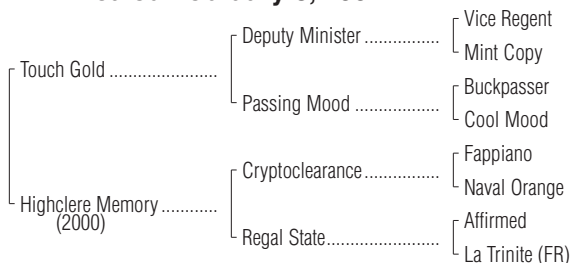 Vice Regent
Deputy Minister ................
Mint Copy
Touch Gold ......................
Buckpasser
Passing Mood ..................
Cool Mood
Fappiano
Cryptoclearance ...............
Naval Orange
Highclere Memory ...........
(2000)
Affirmed
Regal State ......................
La Trinite (FR)